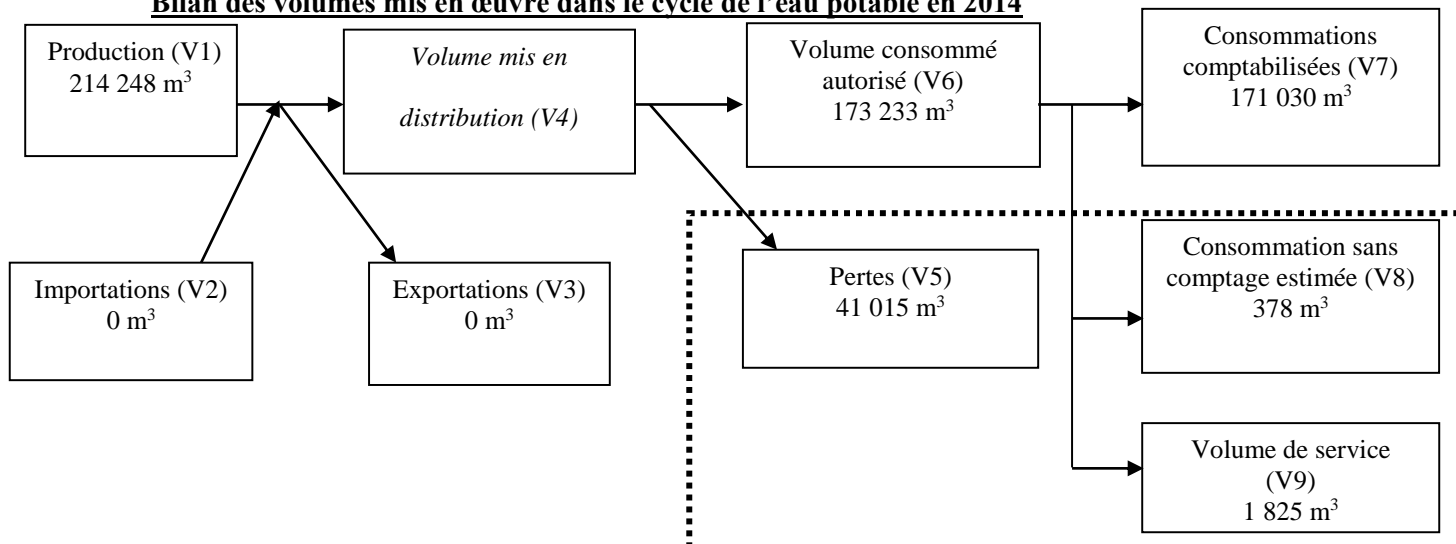 Bilan des volumes mis en œuvre dans le cycle de l'eau potable en 2014
Production (V1)
214 248 m³
Volume mis en
distribution (V4)
Volume consommé
autorisé (V6)
173 233 m³
Consommations
comptabilisées (V7)
171 030 m³
Importations (V2)
0 m³
Exportations (V3)
0 m³
Pertes (V5)
41 015 m³
Consommation sans
comptage estimée (V8)
378 m³
Volume de service
(V9)
1 825 m³